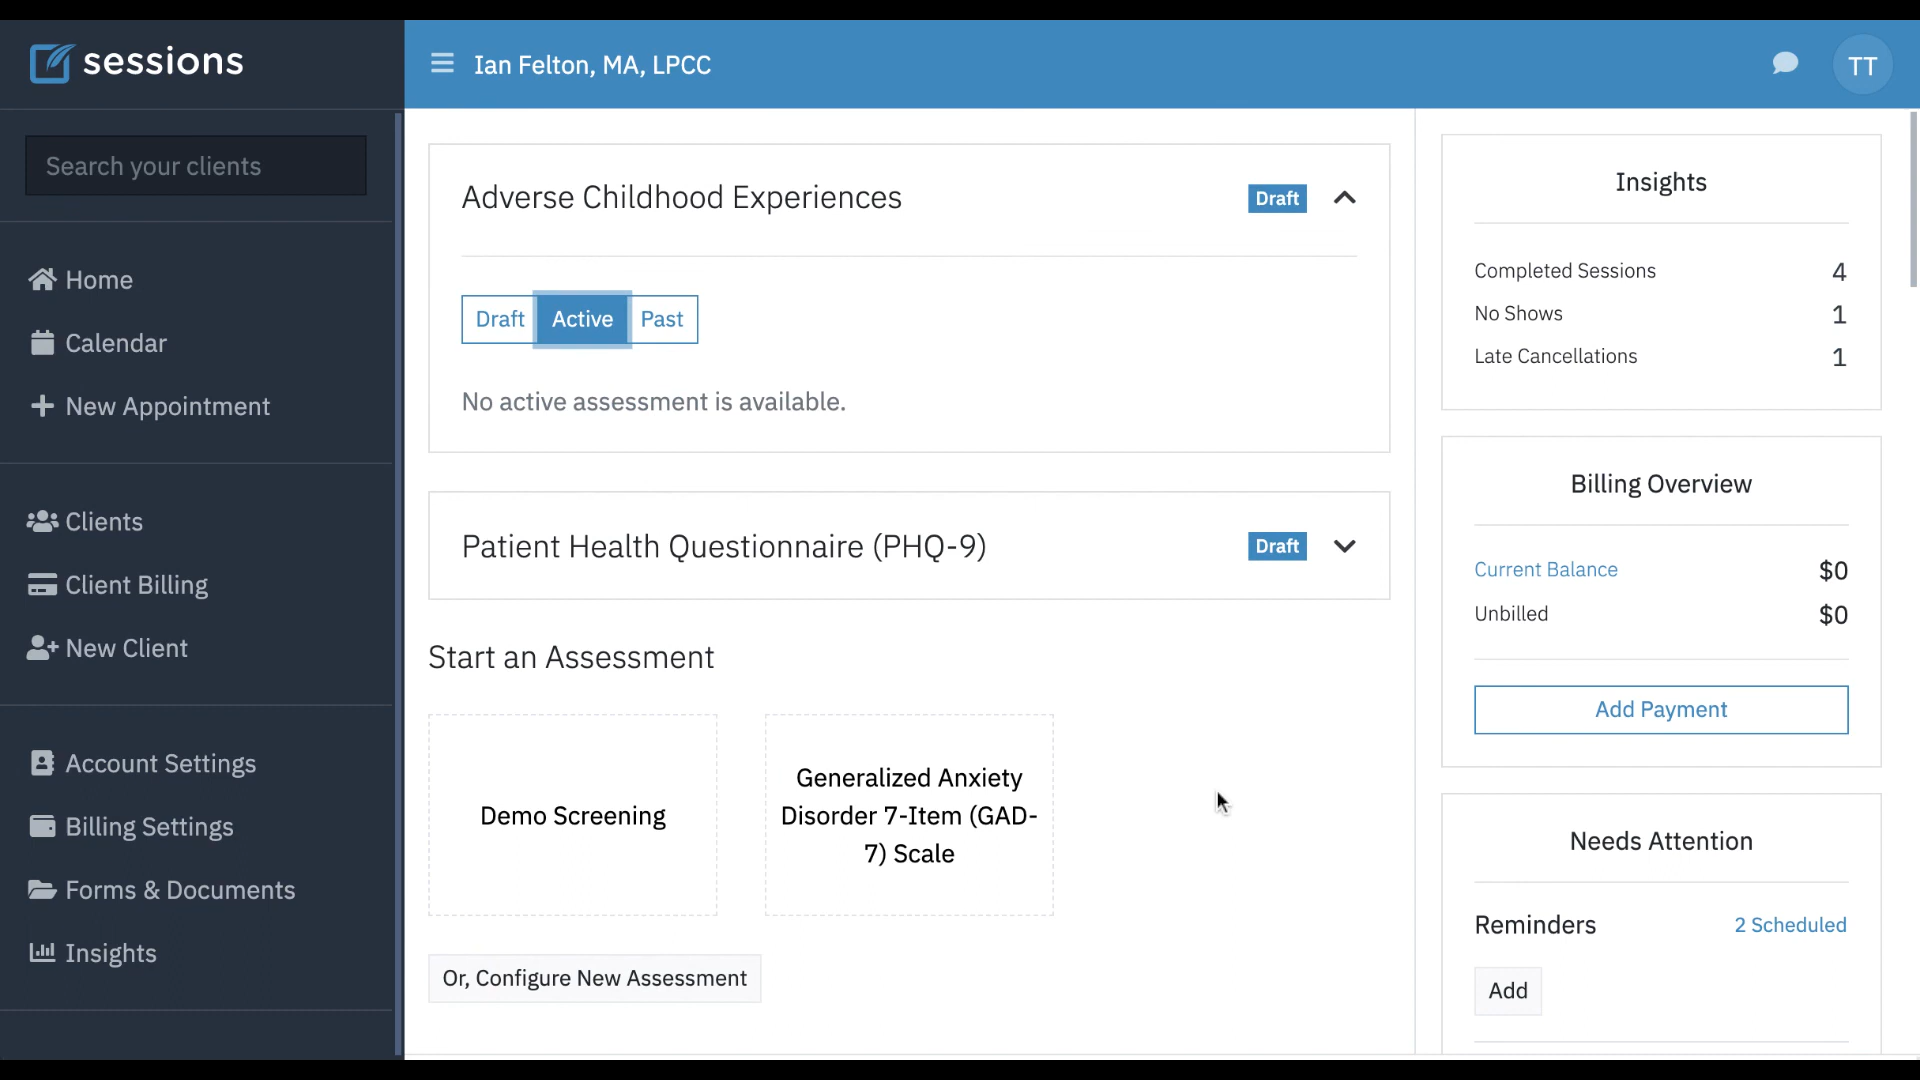 sessions
Ian Felton, MA, LPCC
TT
Search your clients
Home
Calendar
New Appointment
Clients
Client Billing
New Client
Account Settings
Billing Settings
Forms & Documents
Insights
Adverse Childhood Experiences
Draft
Draft
Active
Past
No active assessment is available.
Patient Health Questionnaire (PHQ-9)
Draft
Start an Assessment
Demo Screening
Generalized Anxiety
Disorder 7-Item (GAD-
7) Scale
Or, Configure New Assessment
Insights
Completed Sessions 4
No Shows 1
Late Cancellations 1
Billing Overview
Current Balance $0
Unbilled $0
Add Payment
Needs Attention
Reminders 2 Scheduled
Add